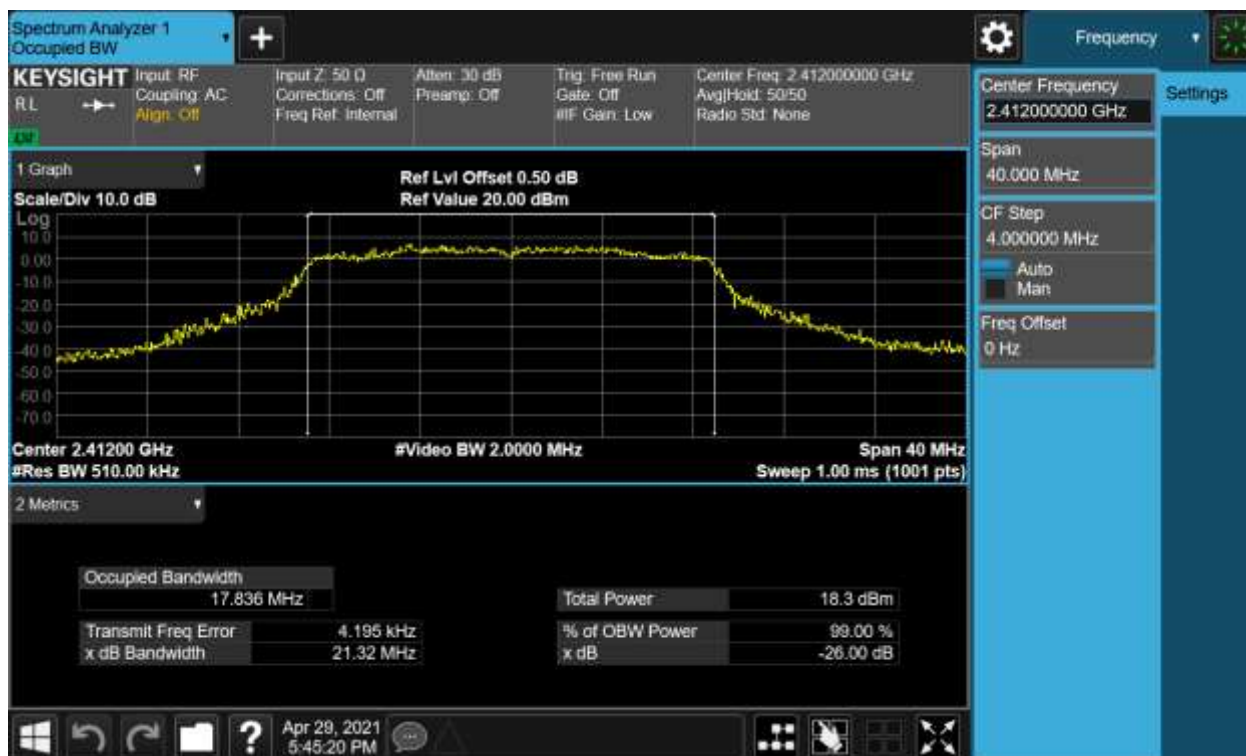 Spectrum Analyzer 1
Occupied BW
Frequency
KEYSIGHT
RL
Input: RF
Coupling: AC
Align: Off
Input Z: 50 Ω
Corrections: Off
Freq Ref: Internal
Atten: 30 dB
Preamp: Off
Trig: Free Run
Gate: Off
#IF Gain: Low
Center Freq: 2.412000000 GHz
Avg|Hold: 50/50
Radio Std: None
Center Frequency
2.412000000 GHz
Settings
Span
40.000 MHz
CF Step
4.000000 MHz
Auto
Man
Freq Offset
0 Hz
1 Graph
Scale/Div 10.0 dB
Ref Lvl Offset 0.50 dB
Ref Value 20.00 dBm
Log
10.0
0.00
-10.0
-20.0
-30.0
-40.0
-50.0
-60.0
-70.0
Center 2.41200 GHz
#Video BW 2.0000 MHz
Span 40 MHz
#Res BW 510.00 kHz
Sweep 1.00 ms (1001 pts)
2 Metrics
Occupied Bandwidth
17.836 MHz
Total Power 18.3 dBm
Transmit Freq Error 4.195 kHz
% of OBW Power 99.00 %
x dB Bandwidth 21.32 MHz
x dB -26.00 dB
?
Apr 29, 2021
5:45:20 PM